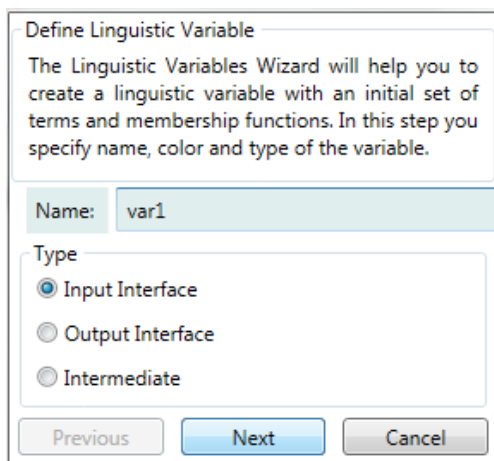 Define Linguistic Variable
The Linguistic Variables Wizard will help you to
create a linguistic variable with an initial set of
terms and membership functions. In this step you
specify name, color and type of the variable.
Name: var1
Type
Input Interface
Output Interface
Intermediate
Previous Next Cancel